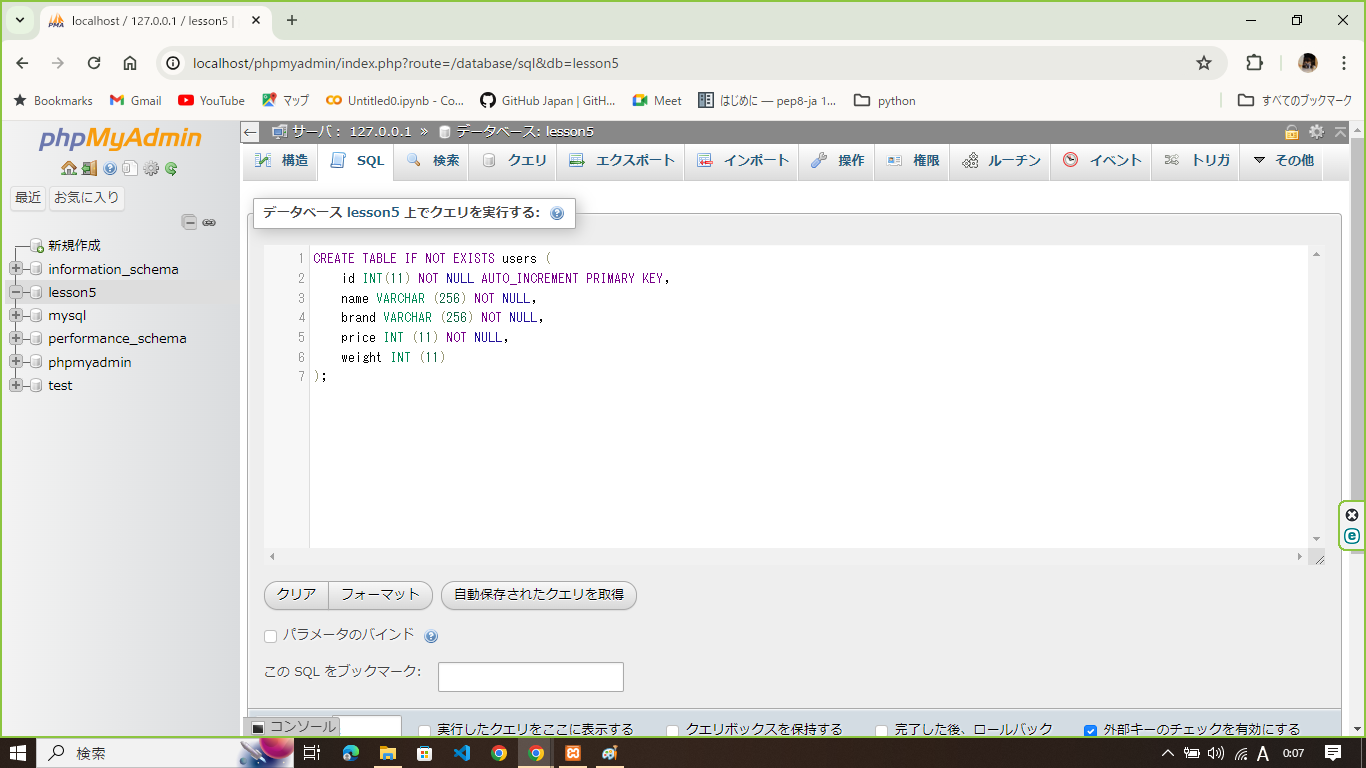 localhost / 127.0.0.1 / lesson5 |
localhost/phpmyadmin/index.php?route=/database/sql&db=lesson5
Bookmarks Gmail YouTube マップ Untitled0.ipynb - Co... GitHub Japan | (GitH... Meet はじめに — pep8-ja 1... python すべてのブックマーク
phpMyAdmin
最近 お気に入り
新規作成
information_schema
lesson5
mysql
performance_schema
phpmyadmin
test
サーバ: 127.0.0.1 » データベース: lesson5
構造 SQL 検索 クエリ エクスポート インポート 操作 権限 ルーチン イベント トリガ その他
データベース lesson5 上でクエリを実行する:
1 CREATE TABLE IF NOT EXISTS users (
2 id INT(11) NOT NULL AUTO_INCREMENT PRIMARY KEY,
3 name VARCHAR (256) NOT NULL,
4 brand VARCHAR (256) NOT NULL,
5 price INT (11) NOT NULL,
6 weight INT (11)
7 );
クリア フォーマット 自動保存されたクエリを取得
パラメータのバインド
この SQL をブックマーク:
コンソール 実行したクエリをここに表示する クエリボックスを保持する 完了した後、ロールバック 外部キーのチェックを有効にする
検索 A 0:07